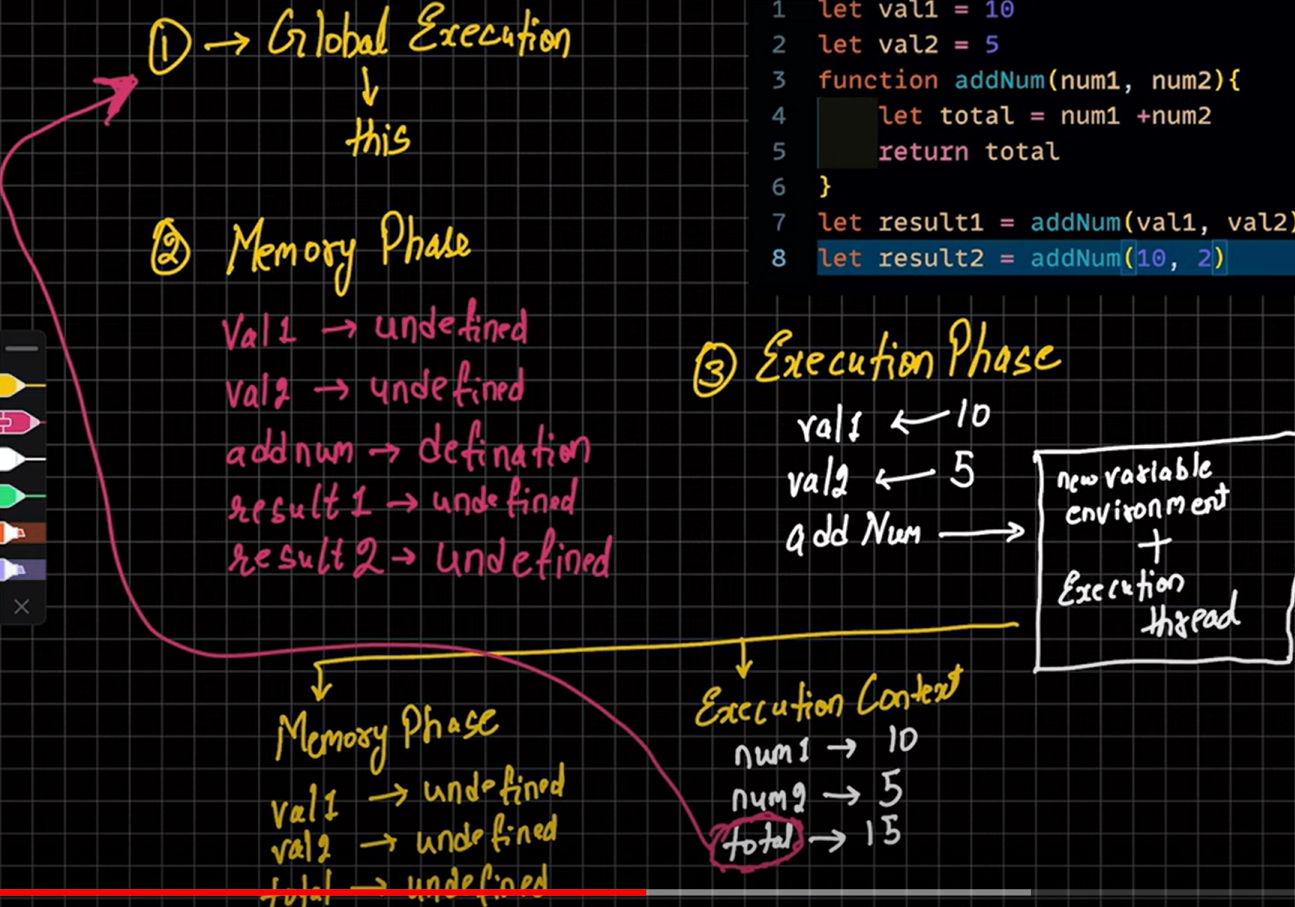 ① → Global Execution
↓
this
② Memory Phase
Val1 → undefined
val2 → undefined
addnum → defination
result1 → undefined
result2 → undefined
1 let val1 = 10
2 let val2 = 5
3 function addNum(num1, num2){
4 let total = num1 +num2
5 return total
6 }
7 let result1 = addNum(val1, val2)
8 let result2 = addNum(10, 2)
③ Execution Phase
val1 ← 10
val2 ← 5
addNum →
new variable
environment
+
Execution
thread
Memory Phase
val1 → undefined
val2 → undefined
total → undefined
Execution Context
num1 → 10
num2 → 5
total → 15